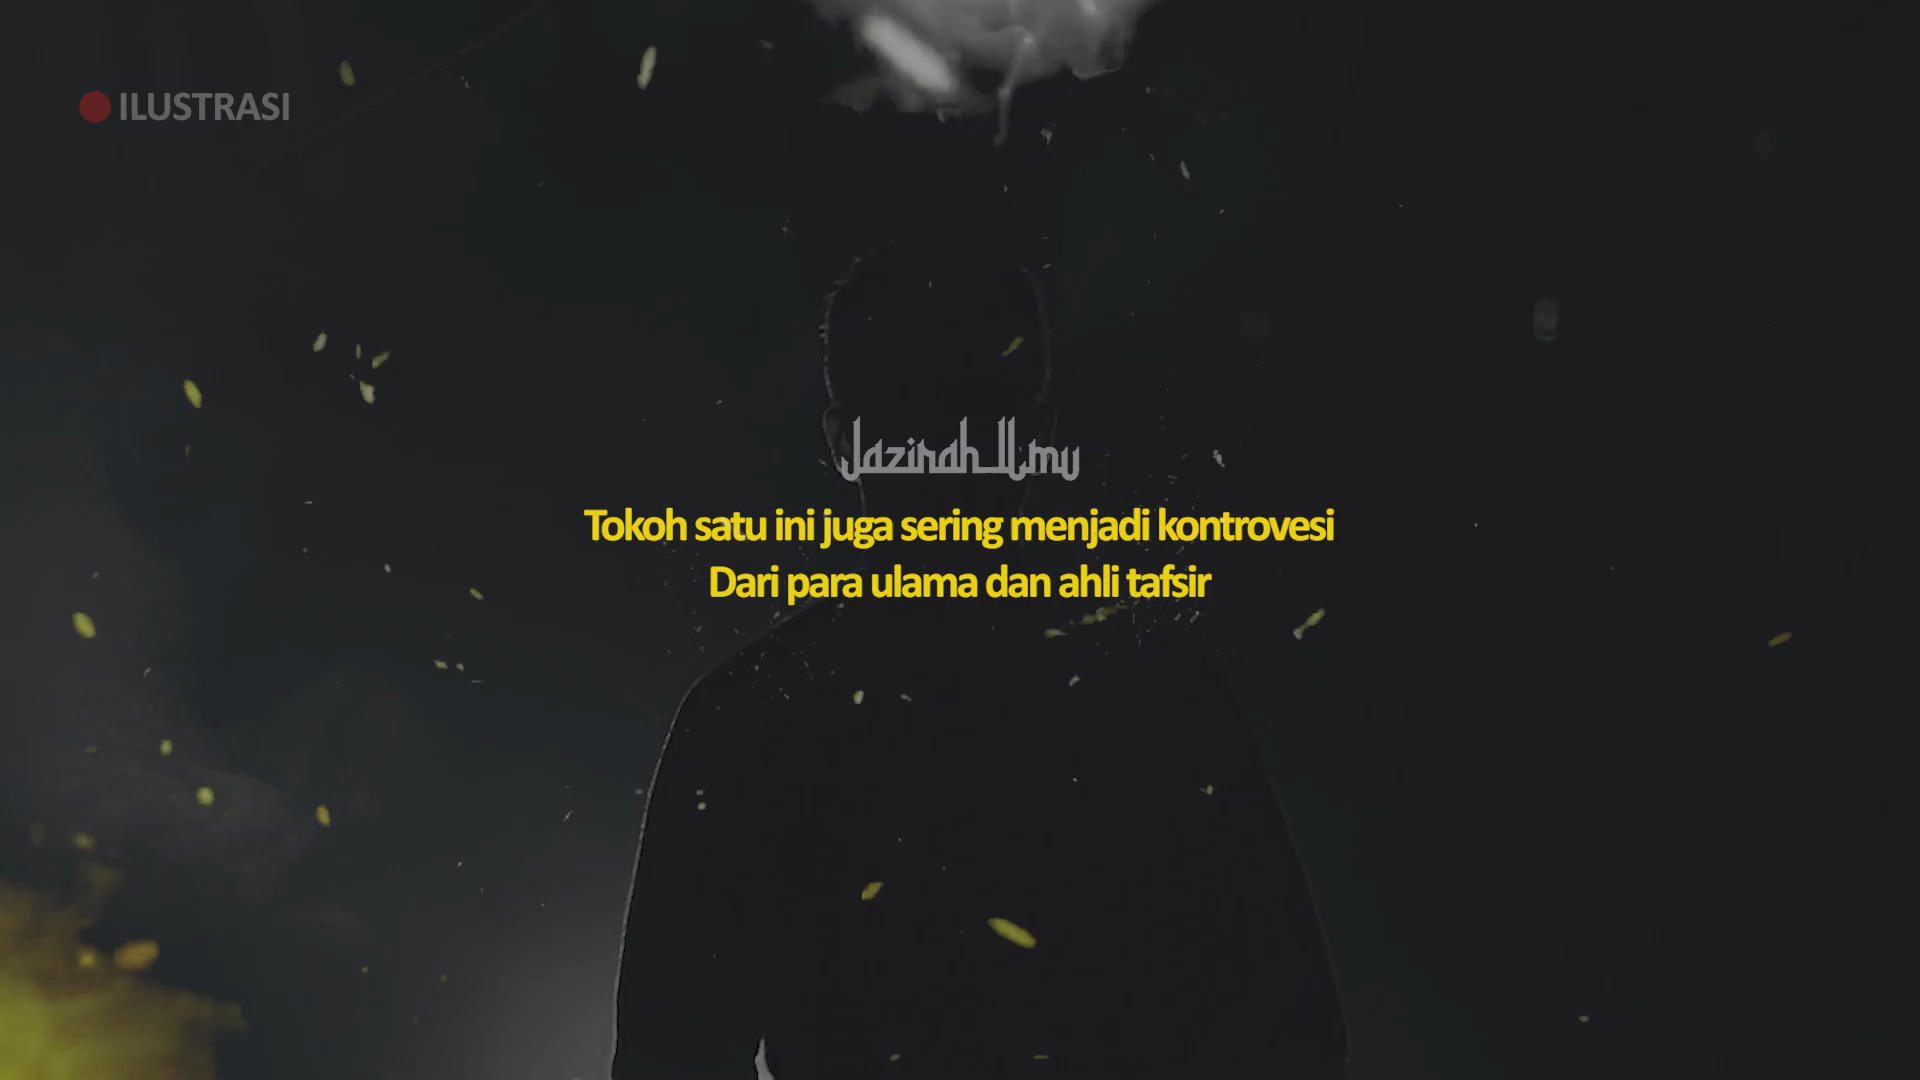 ILUSTRASI
Jazirah Ilmu
Tokoh satu ini juga sering menjadi kontrovesi
Dari para ulama dan ahli tafsir